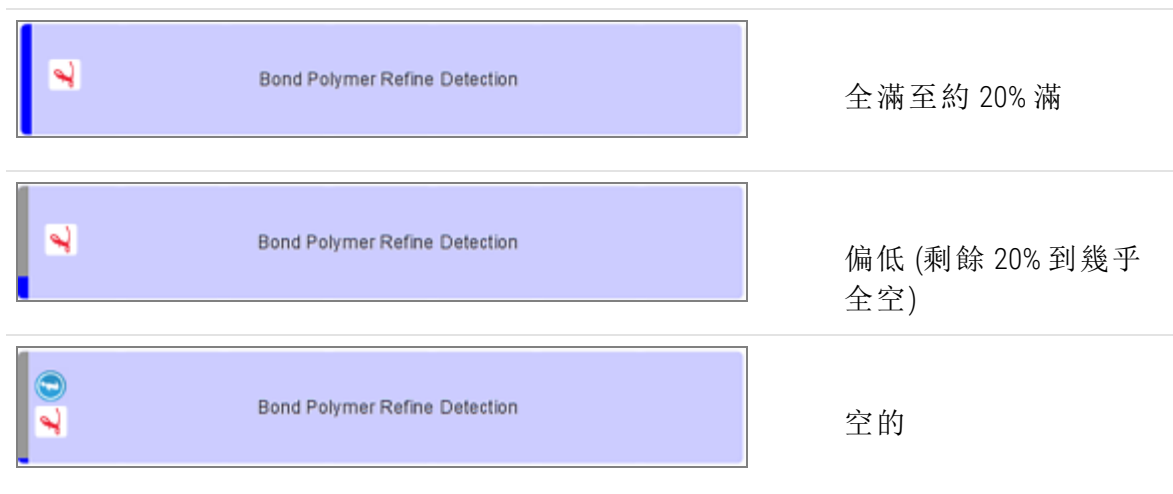 Bond Polymer Refine Detection
全滿至約 20% 滿
Bond Polymer Refine Detection
偏低 (剩餘 20% 到幾乎
全空)
Bond Polymer Refine Detection
空的